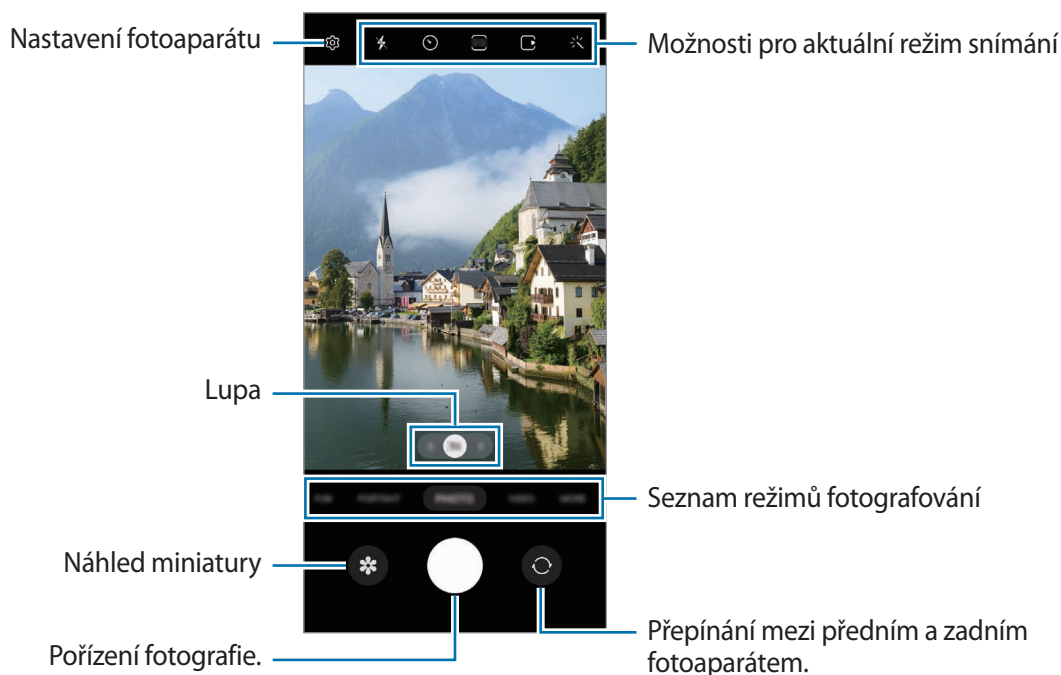 Nastavení fotoaparátu
Možnosti pro aktuální režim snímání
Lupa
Seznam režimů fotografování
Náhled miniatury
Pořízení fotografie.
Přepínání mezi předním a zadním
fotoaparátem.